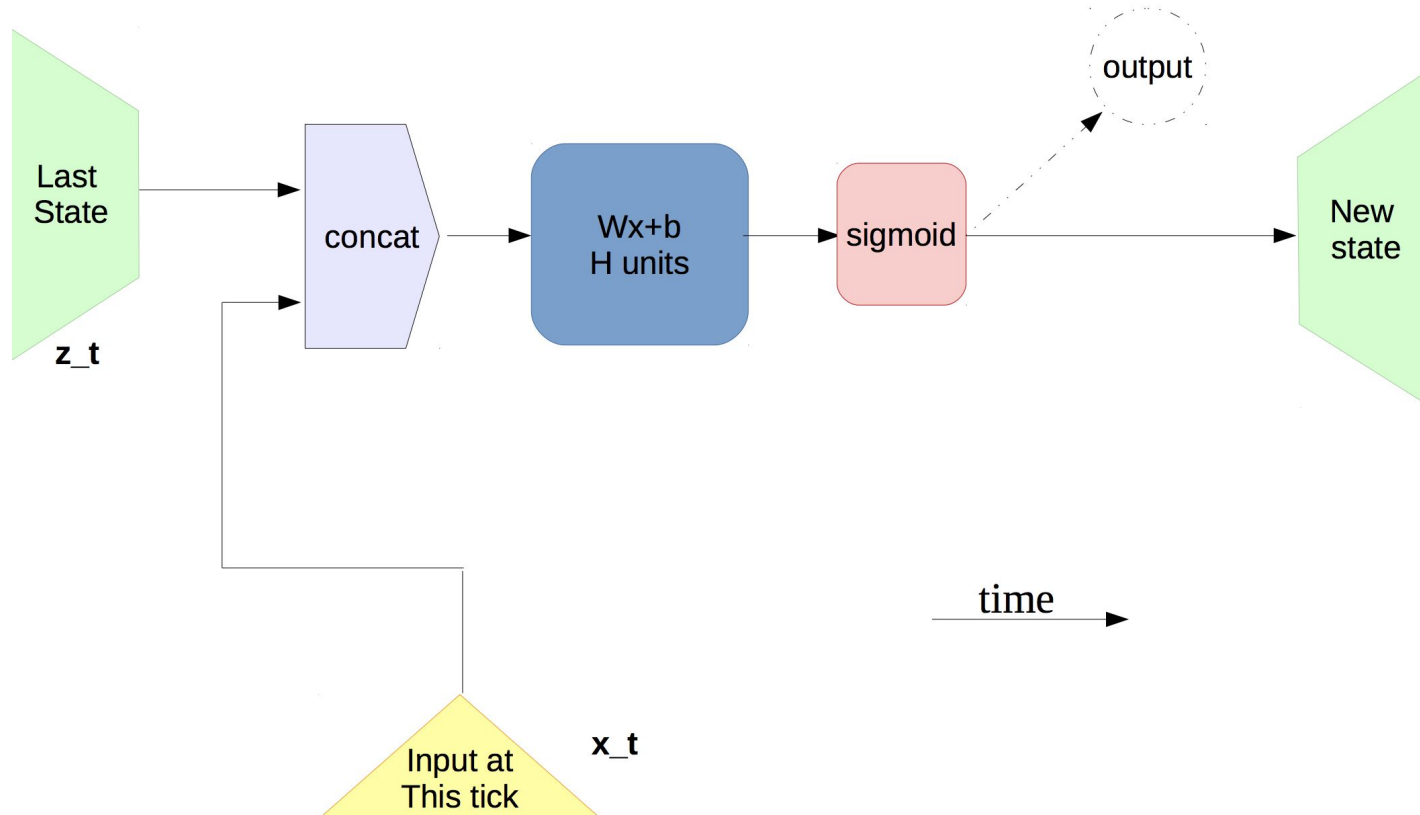 output
Last
State
concat
Wx+b
H units
sigmoid
New
state
z_t
time
x_t
Input at
This tick